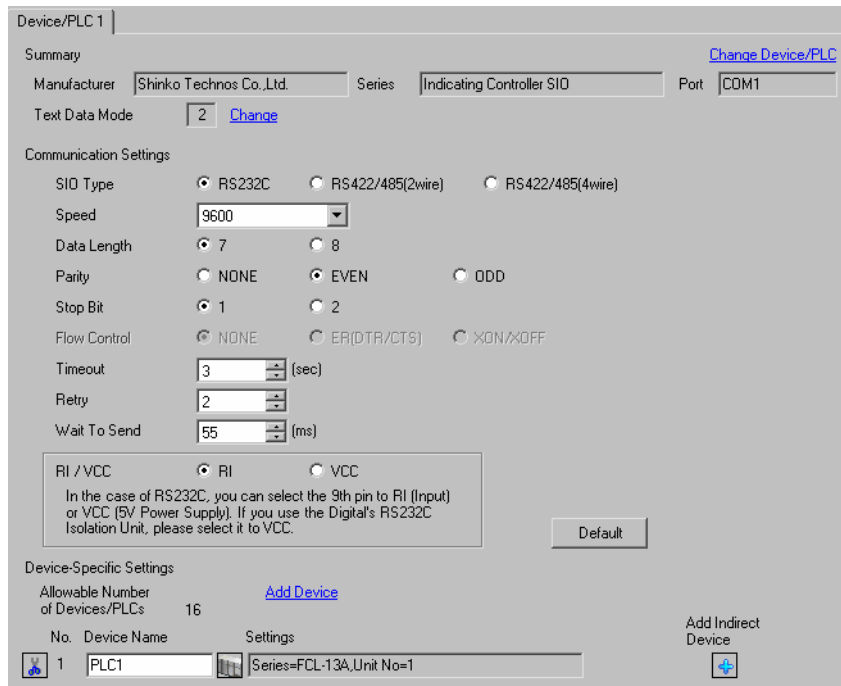 Device/PLC 1
Summary
Change Device/PLC
Manufacturer Shinko Technos Co.,Ltd. Series Indicating Controller SIO Port COM1
Text Data Mode 2 Change
Communication Settings
SIO Type RS232C RS422/485(2wire) RS422/485(4wire)
Speed 9600
Data Length 7 8
Parity NONE EVEN ODD
Stop Bit 1 2
Flow Control NONE ER(DTR/CTS) XON/XOFF
Timeout 3 (sec)
Retry 2
Wait To Send 55 (ms)
RI / VCC RI VCC
In the case of RS232C, you can select the 9th pin to RI (Input)
or VCC (5V Power Supply). If you use the Digital's RS232C
Isolation Unit, please select it to VCC.
Default
Device-Specific Settings
Allowable Number
of Devices/PLCs 16
Add Device
Add Indirect
Device
No. Device Name Settings
1 PLC1 Series=FCL-13A,Unit No=1